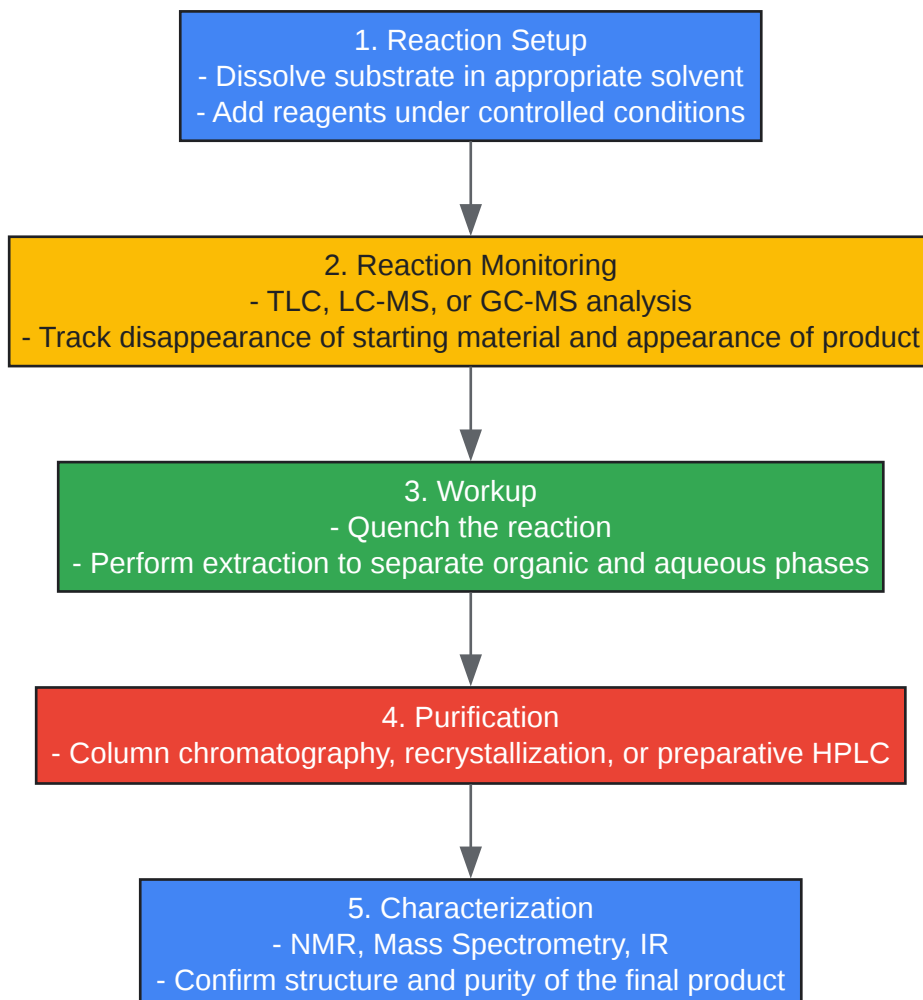 1. Reaction Setup
- Dissolve substrate in appropriate solvent
- Add reagents under controlled conditions
2. Reaction Monitoring
- TLC, LC-MS, or GC-MS analysis
- Track disappearance of starting material and appearance of product
3. Workup
- Quench the reaction
- Perform extraction to separate organic and aqueous phases
4. Purification
- Column chromatography, recrystallization, or preparative HPLC
5. Characterization
- NMR, Mass Spectrometry, IR
- Confirm structure and purity of the final product